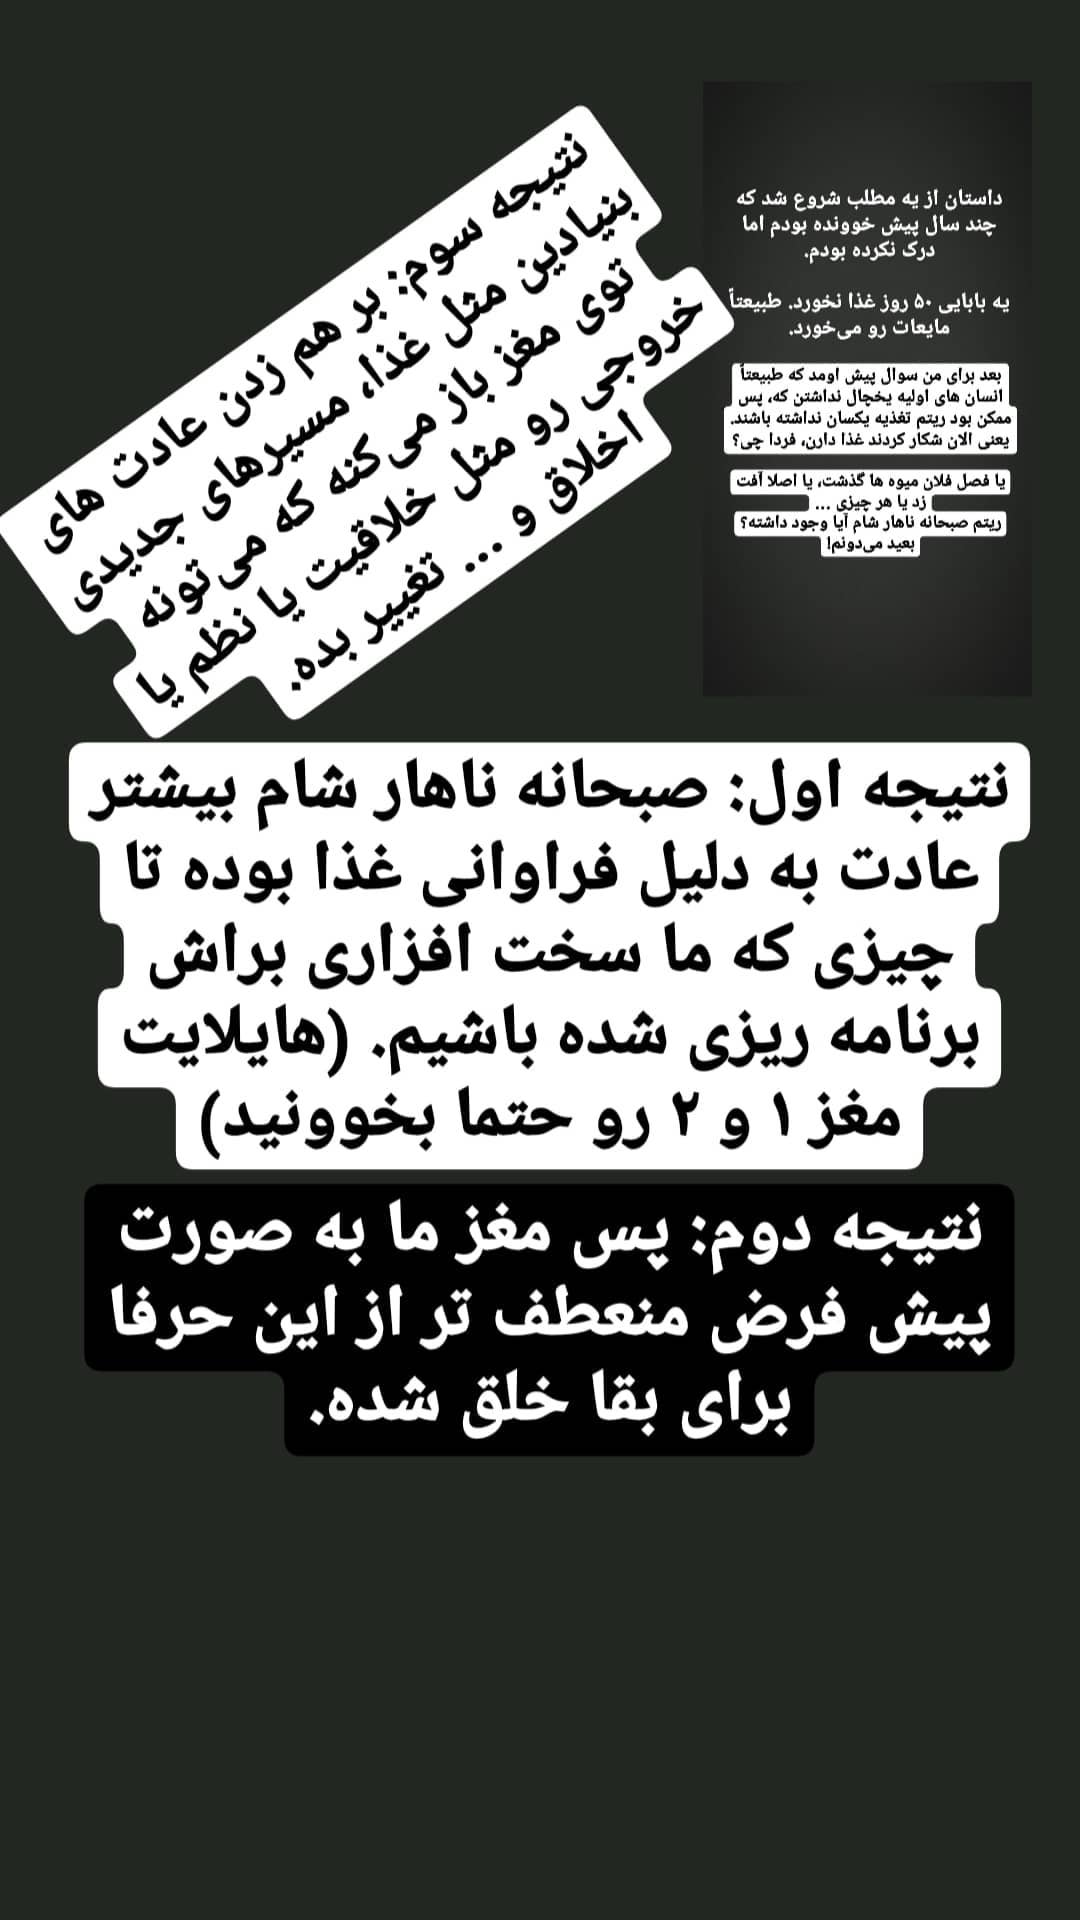 داستان از یه مطلب شروع شد که
چند سال پیش خوونده بودم اما
درک نکرده بودم.
یه بابایی ۵۰ روز غذا نخورد. طبیعتاً
مایعات رو می‌خورد.
بعد برای من سوال پیش اومد که طبیعتاً
انسان های اولیه یخچال نداشتن که، پس
ممکن بود ریتم تغذیه یکسان نداشته باشند.
یعنی الان شکار کردند غذا دارن، فردا چی؟
یا فصل فلان میوه ها گذشت، یا اصلا آفت
زد یا هر چیزی ...
ریتم صبحانه ناهار شام آیا وجود داشته؟
بعید می‌دونم!
نتیجه اول: صبحانه ناهار شام بیشتر
عادت به دلیل فراوانی غذا بوده تا
چیزی که ما سخت افزاری براش
برنامه ریزی شده باشیم. (هایلایت
مغز ۱ و ۲ رو حتما بخوونید)
نتیجه دوم: پس مغز ما به صورت
پیش فرض منعطف تر از این حرفا
برای بقا خلق شده.
نتیجه سوم: بر هم زدن عادت های
بنیادین مثل غذا، مسیرهای جدیدی
توی مغز باز می‌کنه که می‌تونه
خروجی رو مثل خلاقیت یا نظم یا
اخلاق و ... تغییر بده.